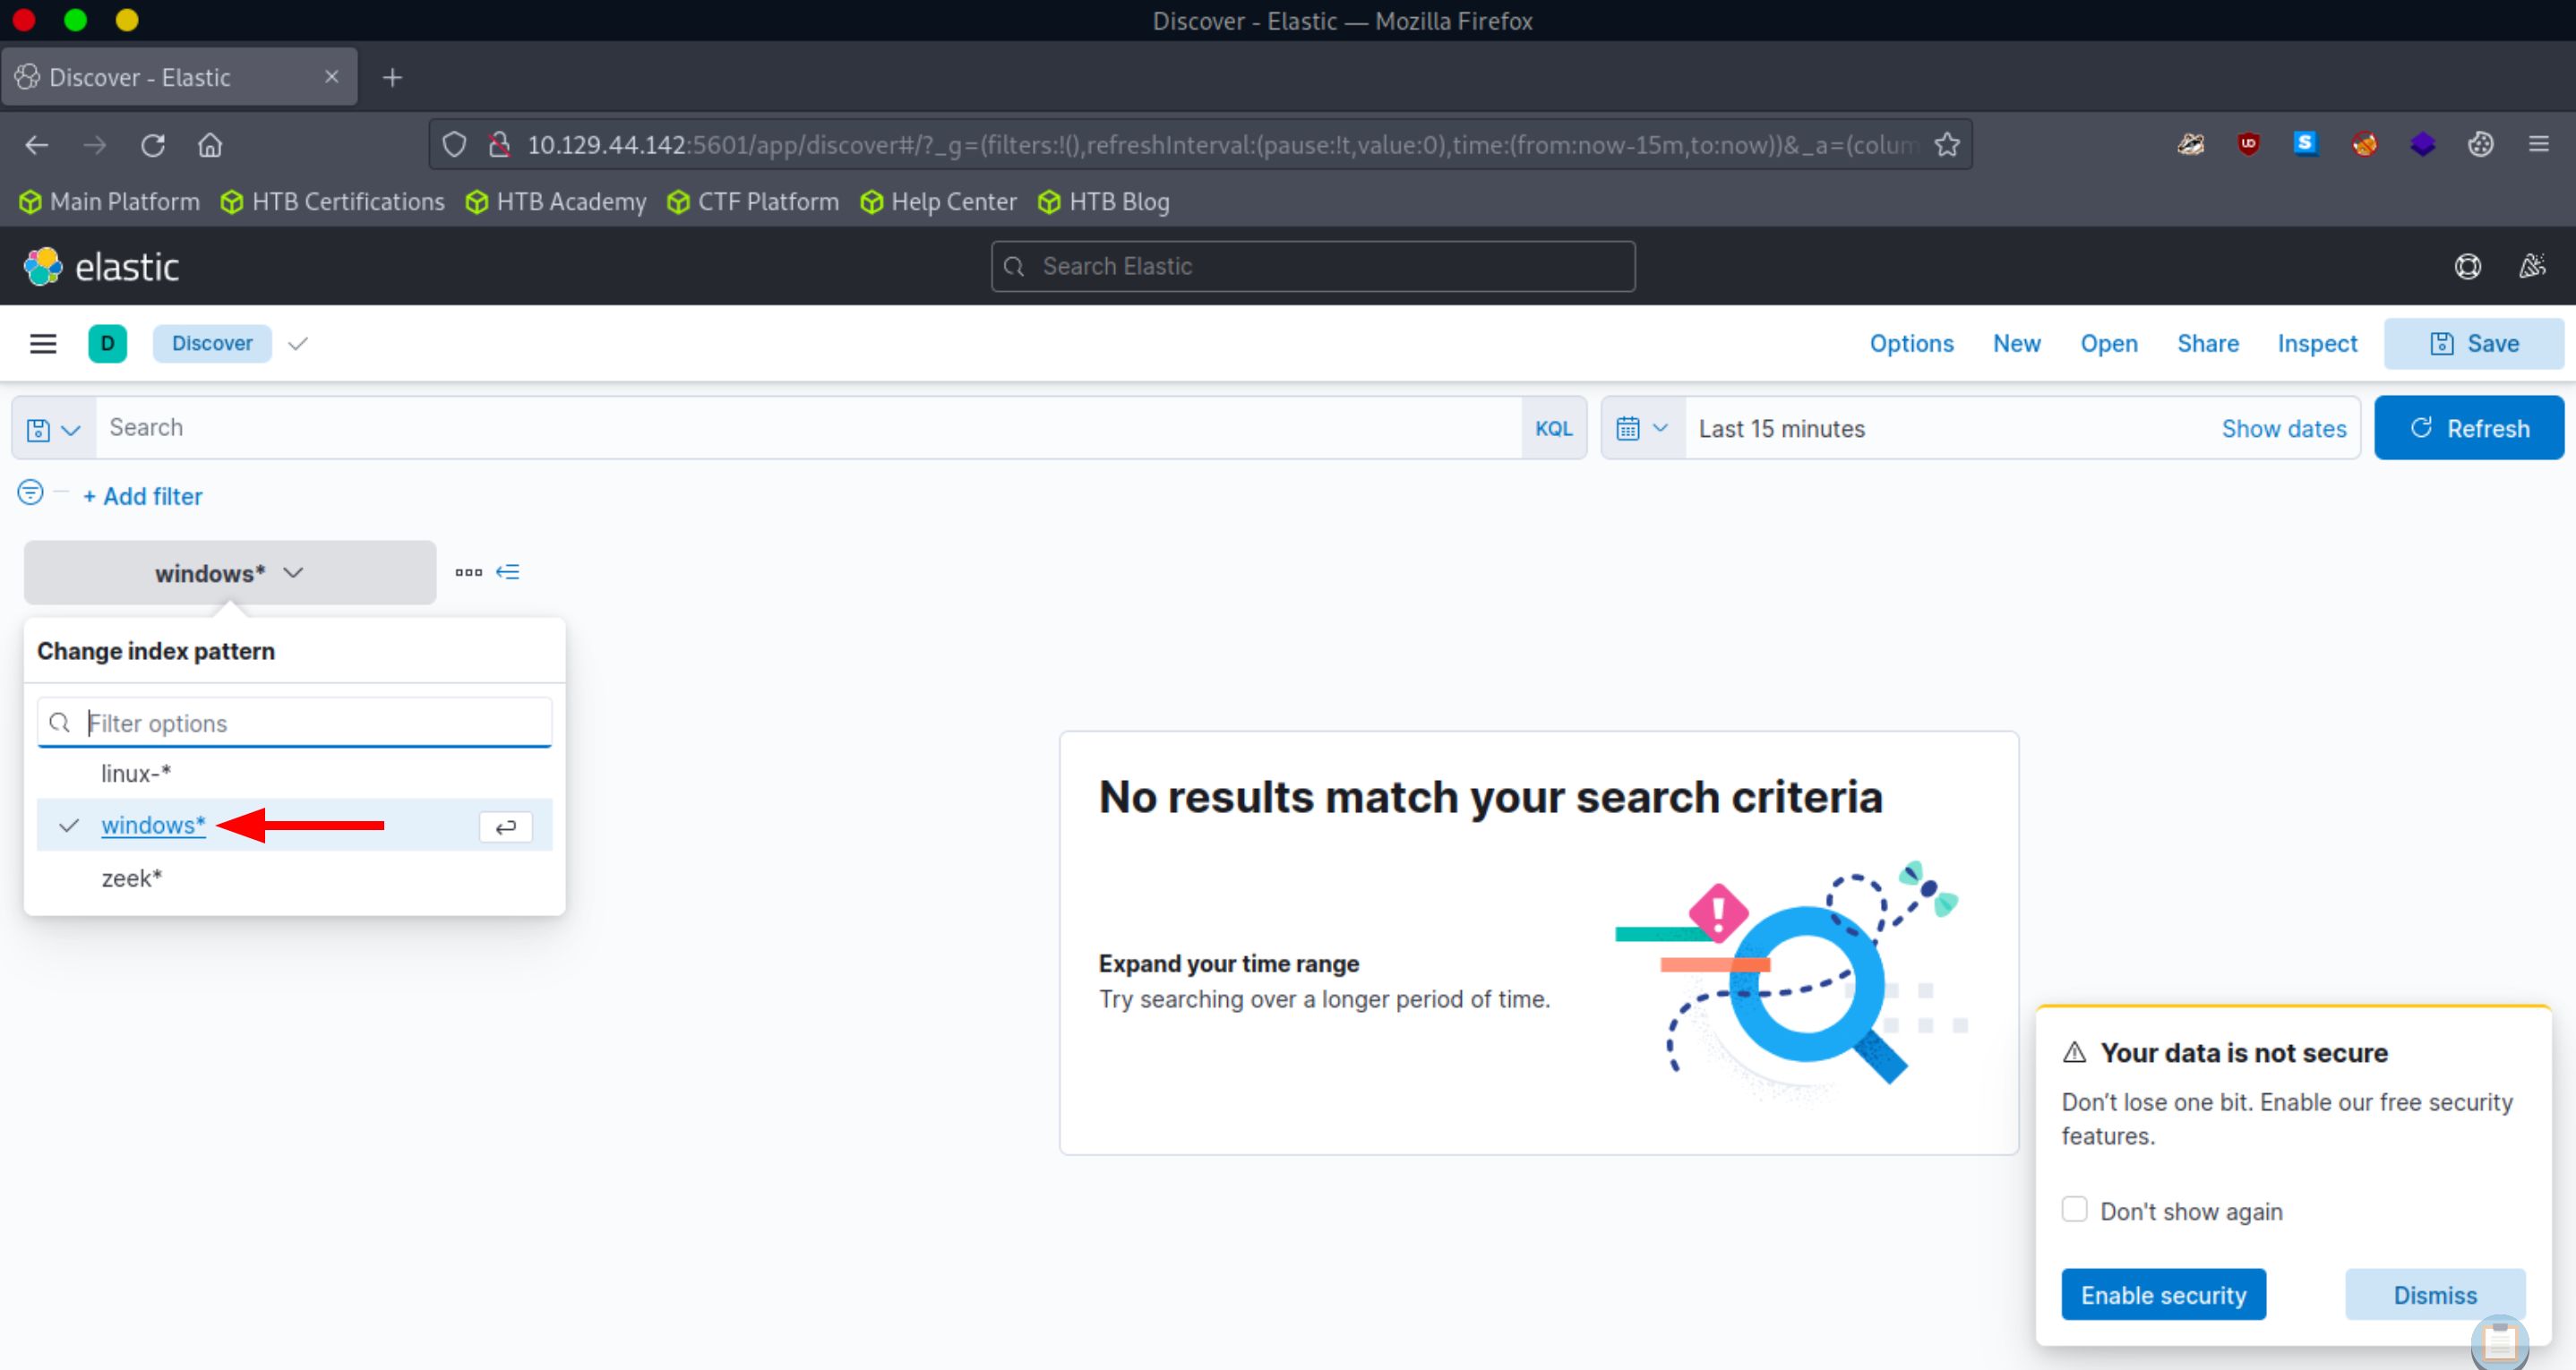 Discover - Elastic — Mozilla Firefox
Discover - Elastic
10.129.44.142:5601/app/discover#/?_g=(filters:!(),refreshInterval:(pause:!t,value:0),time:(from:now-15m,to:now))&_a=(colum
Main Platform HTB Certifications HTB Academy CTF Platform Help Center HTB Blog
elastic
Search Elastic
D Discover Options New Open Share Inspect Save
Search KQL Last 15 minutes Show dates Refresh
+ Add filter
windows*
Change index pattern
Filter options
linux-*
windows*
zeek*
No results match your search criteria
Expand your time range
Try searching over a longer period of time.
Your data is not secure
Don’t lose one bit. Enable our free security
features.
Don't show again
Enable security Dismiss